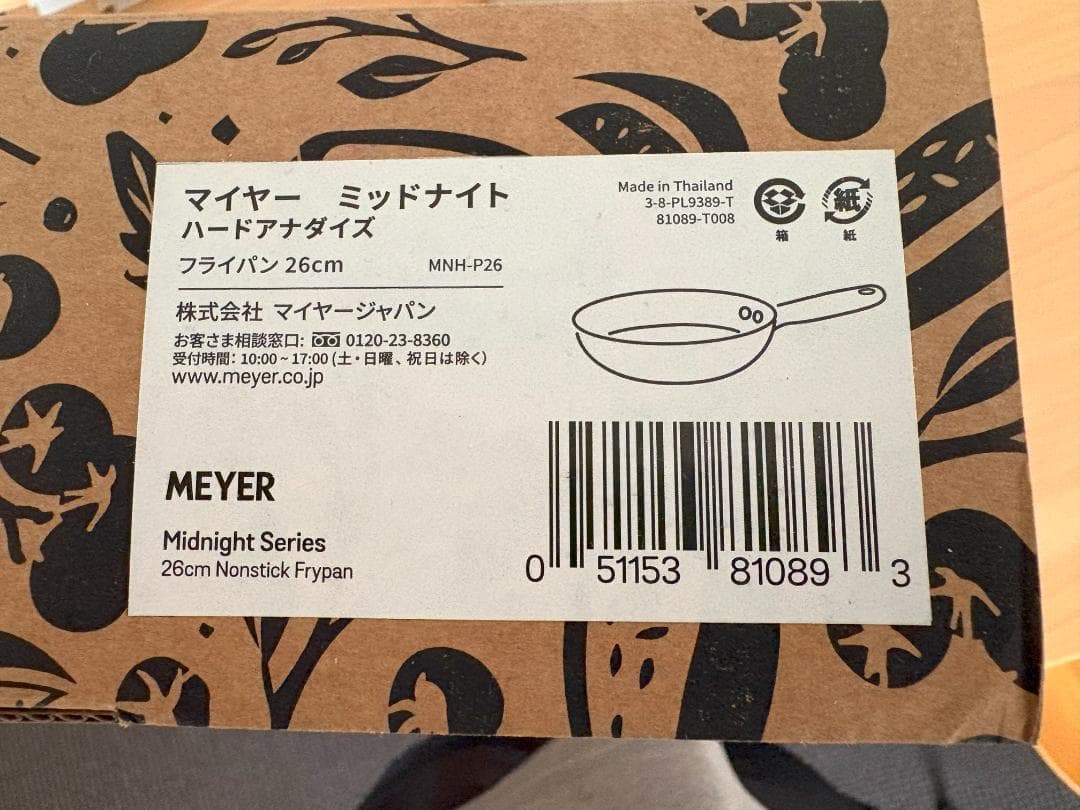 マイヤー　ミッドナイト
ハードアナダイズ
フライパン 26cm MNH-P26
株式会社 マイヤージャパン
お客さま相談窓口: 0120-23-8360
受付時間: 10:00 ~ 17:00 (土・日曜、祝日は除く)
www.meyer.co.jp
MEYER
Midnight Series
26cm Nonstick Frypan
Made in Thailand
3-8-PL9389-T
81089-T008
箱
紙
紙
0 51153 81089 3